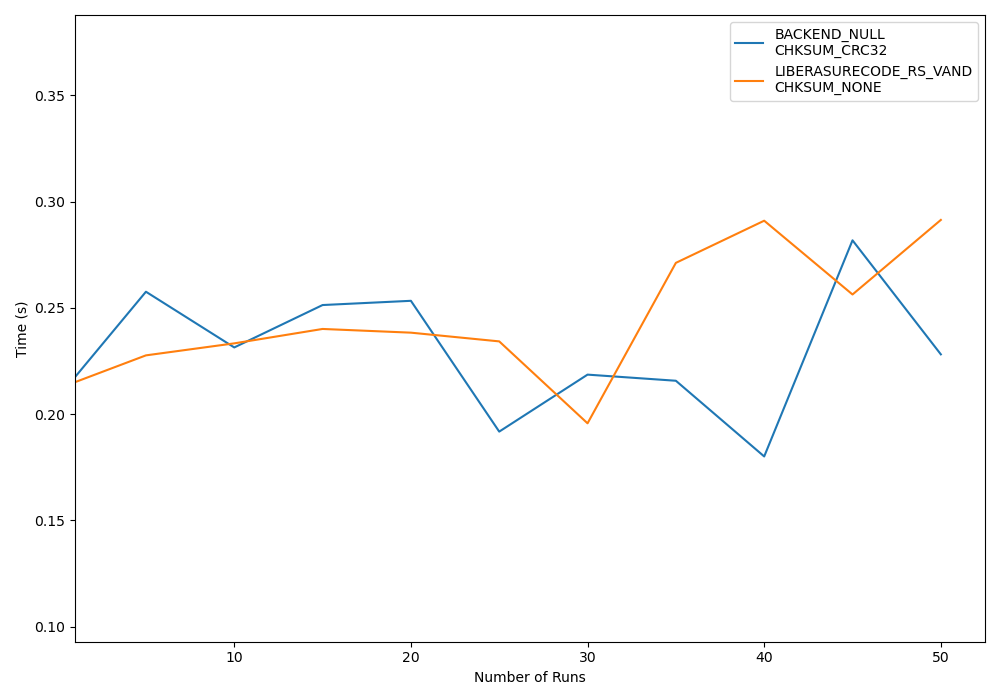 BACKEND_NULL
CHKSUM_CRC32
LIBERASURECODE_RS_VAND
CHKSUM_NONE
0.35
0.30
0.25
0.20
0.15
0.10
Time (s)
10 20 30 40 50
Number of Runs